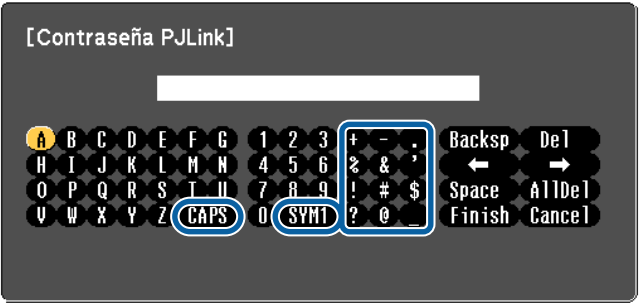 [Contraseña PJLink]
A B C D E F G 1 2 3 + - . Backsp Del
H I J K L M N 4 5 6 % & ' ← →
O P Q R S T U 7 8 9 ! # $ Space AllDel
V W X Y Z CAPS 0 SYM1 ? @ _ Finish Cancel